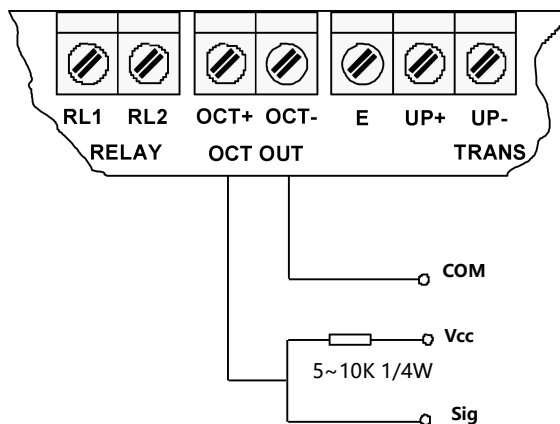 RL1 RL2 OCT+ OCT- E UP+ UP-
RELAY OCT OUT TRANS
COM
Vcc
5~10K 1/4W
Sig